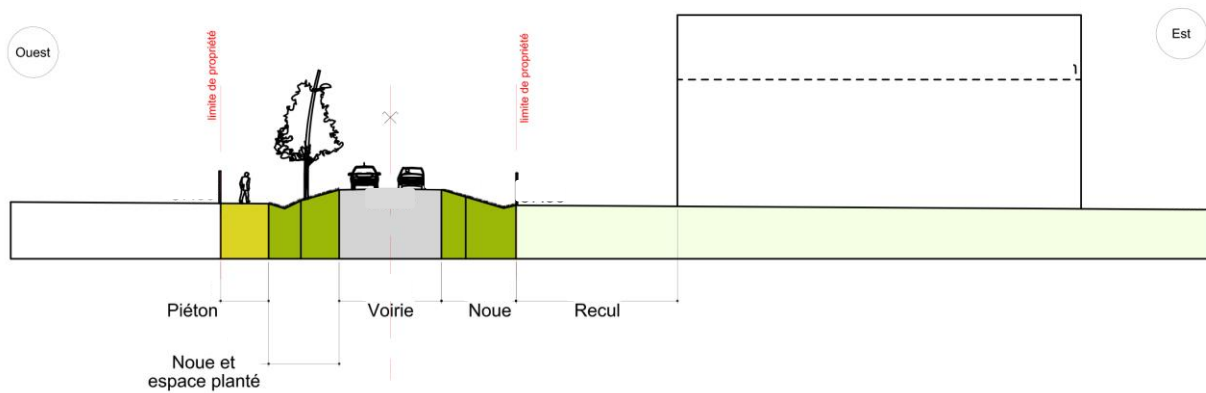 Ouest
limite de propriété
limite de propriété
Est
Piéton
Voirie
Noue
Recul
Noue et
espace planté